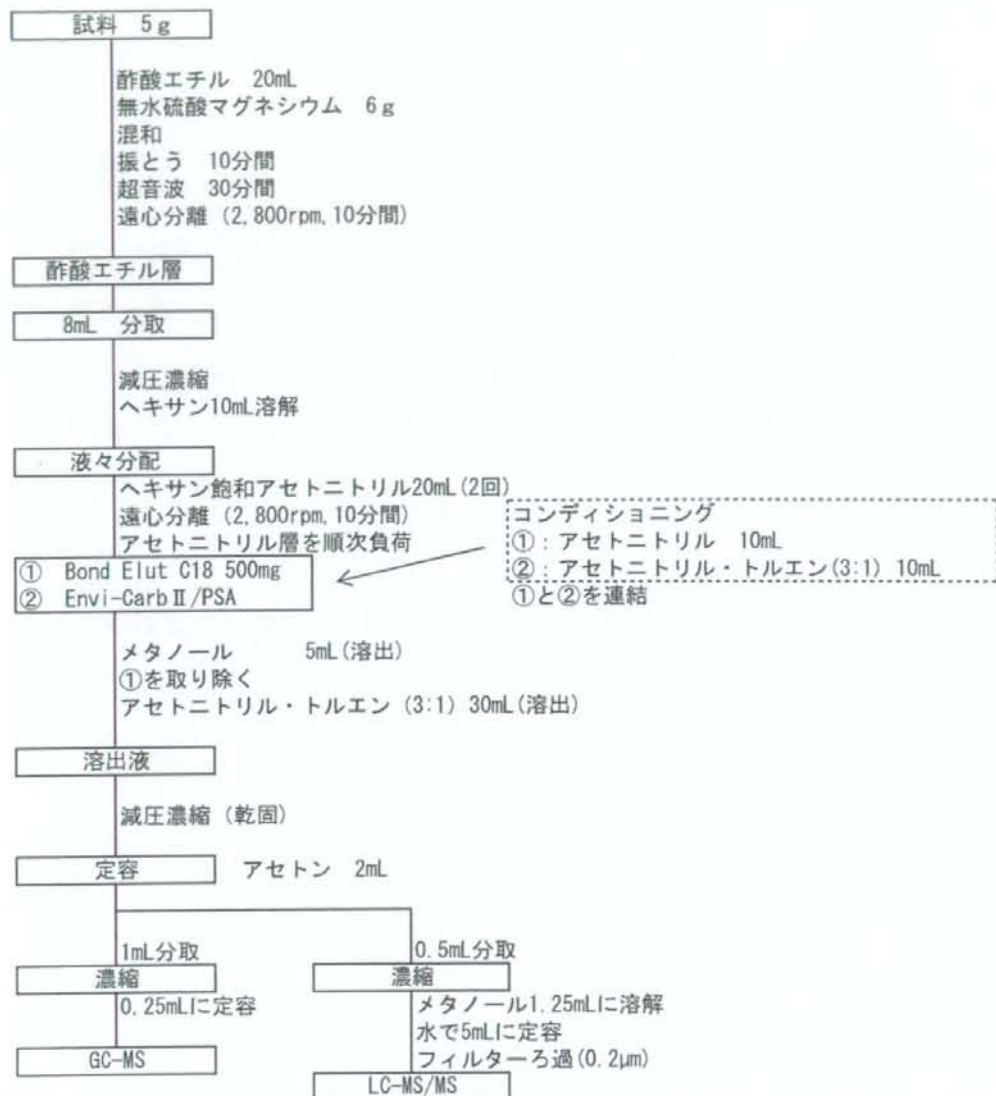 試料　5ｇ
酢酸エチル　20mL
無水硫酸マグネシウム　6ｇ
混和
振とう　10分間
超音波　30分間
遠心分離 (2,800rpm,10分間)
酢酸エチル層
8mL　分取
減圧濃縮
ヘキサン10mL溶解
液々分配
ヘキサン飽和アセトニトリル20mL(2回)
遠心分離 (2,800rpm,10分間)
アセトニトリル層を順次負荷
コンディショニング
①：アセトニトリル　10mL
②：アセトニトリル・トルエン(3:1) 10mL
①と②を連結
①　Bond Elut C18 500mg
②　Envi-CarbⅡ/PSA
メタノール　　　5mL(溶出)
①を取り除く
アセトニトリル・トルエン (3:1) 30mL(溶出)
溶出液
減圧濃縮 (乾固)
定容　アセトン　2mL
1mL分取
濃縮
0.25mLに定容
GC-MS
0.5mL分取
濃縮
メタノール1.25mLに溶解
水で5mLに定容
フィルターろ過(0.2μm)
LC-MS/MS